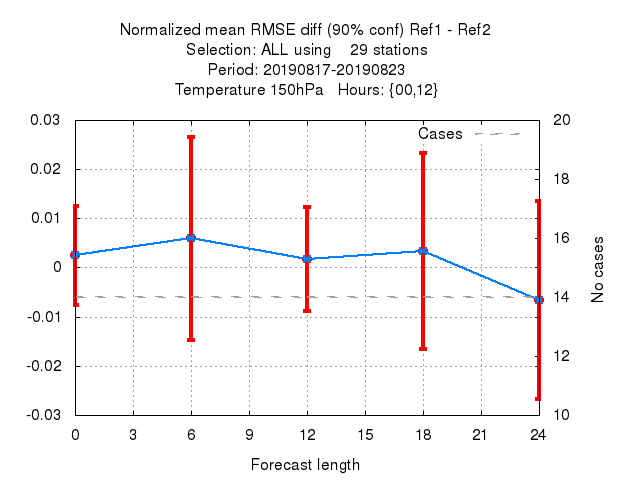 Normalized mean RMSE diff (90% conf) Ref1 - Ref2
Selection: ALL using    29 stations
Period: 20190817-20190823
Temperature 150hPa   Hours: {00,12}
0.03
0.02
0.01
0
-0.01
-0.02
-0.03
Cases
20
18
16
14
12
10
No cases
0 3 6 9 12 15 18 21 24
Forecast length